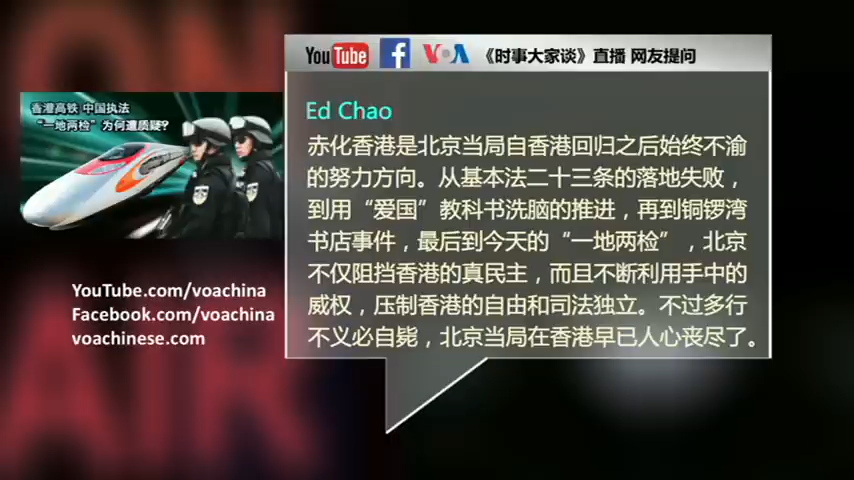 YouTube f VOA 《时事大家谈》直播 网友提问
香港高铁 中国执法
“一地两检”为何遭质疑?
Ed Chao
赤化香港是北京当局自香港回归之后始终不渝
的努力方向。从基本法二十三条的落地失败，
到用“爱国”教科书洗脑的推进，再到铜锣湾
书店事件，最后到今天的“一地两检”，北京
不仅阻挡香港的真民主，而且不断利用手中的
威权，压制香港的自由和司法独立。不过多行
不义必自毙，北京当局在香港早已人心丧尽了。
YouTube.com/voachina
Facebook.com/voachina
voachinese.com
ON
AIR